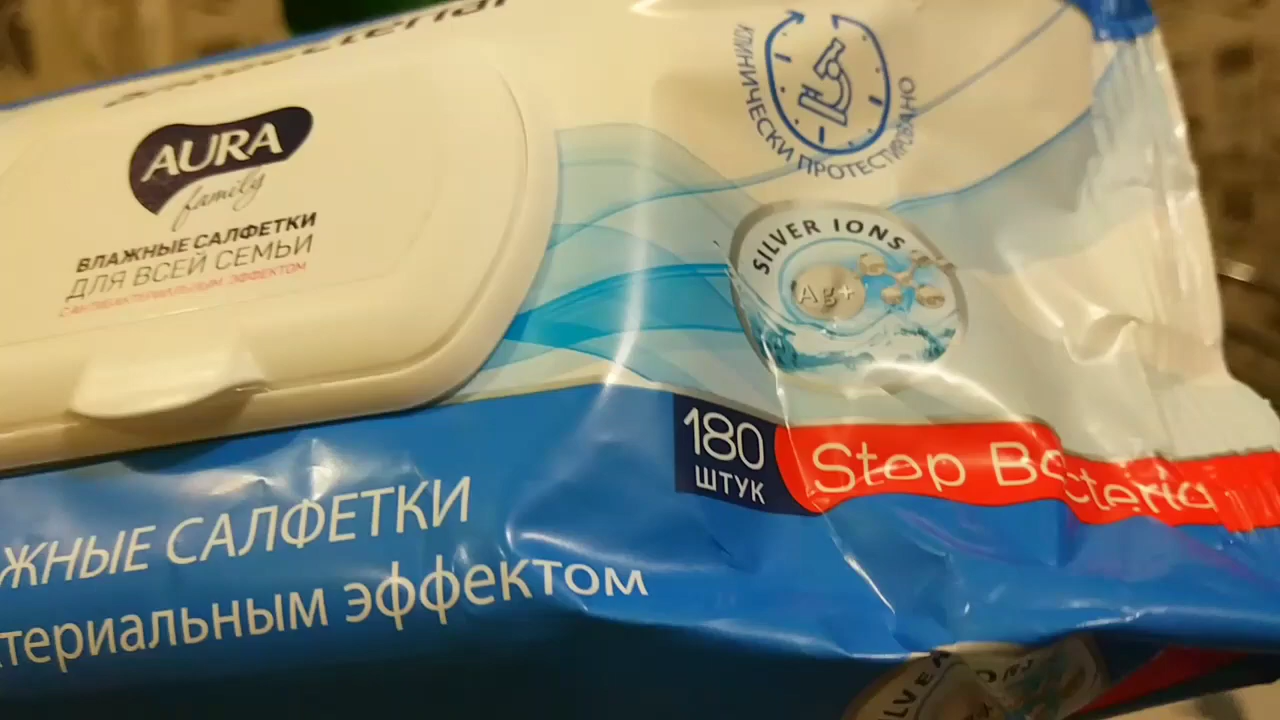 AURA
family
ВЛАЖНЫЕ САЛФЕТКИ
ДЛЯ ВСЕЙ СЕМЬИ
С АНТИБАКТЕРИАЛЬНЫМ ЭФФЕКТОМ
КЛИНИЧЕСКИ ПРОТЕСТИРОВАНО
SILVER IONS
Ag+
180
ШТУК
Stop Bacteria
ЖНЫЕ САЛФЕТКИ
териальным эффектом